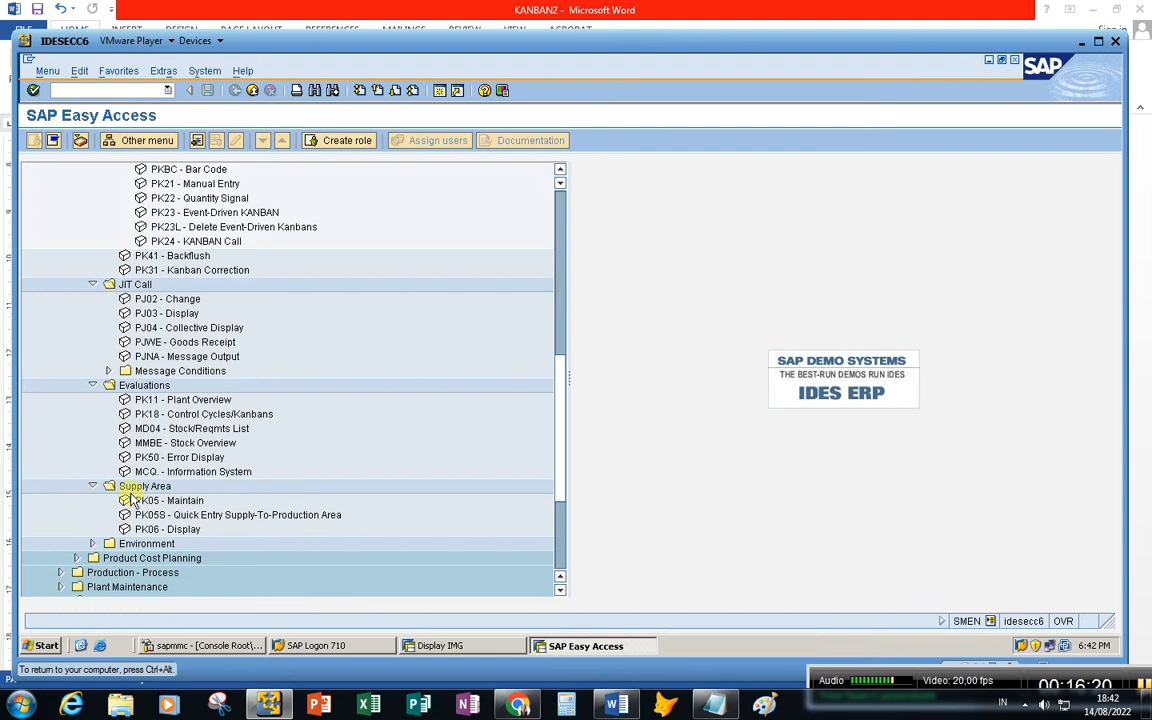 KANBAN2 - Microsoft Word
IDESECC6 VMware Player Devices
Menu Edit Favorites Extras System Help
SAP
SAP Easy Access
Other menu Create role Assign users Documentation
PKBC - Bar Code
PK21 - Manual Entry
PK22 - Quantity Signal
PK23 - Event-Driven KANBAN
PK23L - Delete Event-Driven Kanbans
PK24 - KANBAN Call
PK41 - Backflush
PK31 - Kanban Correction
JIT Call
PJ02 - Change
PJ03 - Display
PJ04 - Collective Display
PJWE - Goods Receipt
PJNA - Message Output
Message Conditions
Evaluations
PK11 - Plant Overview
PK18 - Control Cycles/Kanbans
MD04 - Stock/Reqmts List
MMBE - Stock Overview
PK50 - Error Display
MCQ. - Information System
Supply Area
PK05 - Maintain
PK05S - Quick Entry Supply-To-Production Area
PK06 - Display
Environment
Product Cost Planning
Production - Process
Plant Maintenance
SAP DEMO SYSTEMS
THE BEST-RUN DEMOS RUN IDES
IDES ERP
SMEN idesecc6 OVR
Start sapmmc - [Console Root\... SAP Logon 710 Display IMG SAP Easy Access 6:42 PM
To return to your computer, press Ctrl+Alt.
Audio Video: 20,00 fps 00:16:20
IN 18:42
14/08/2022